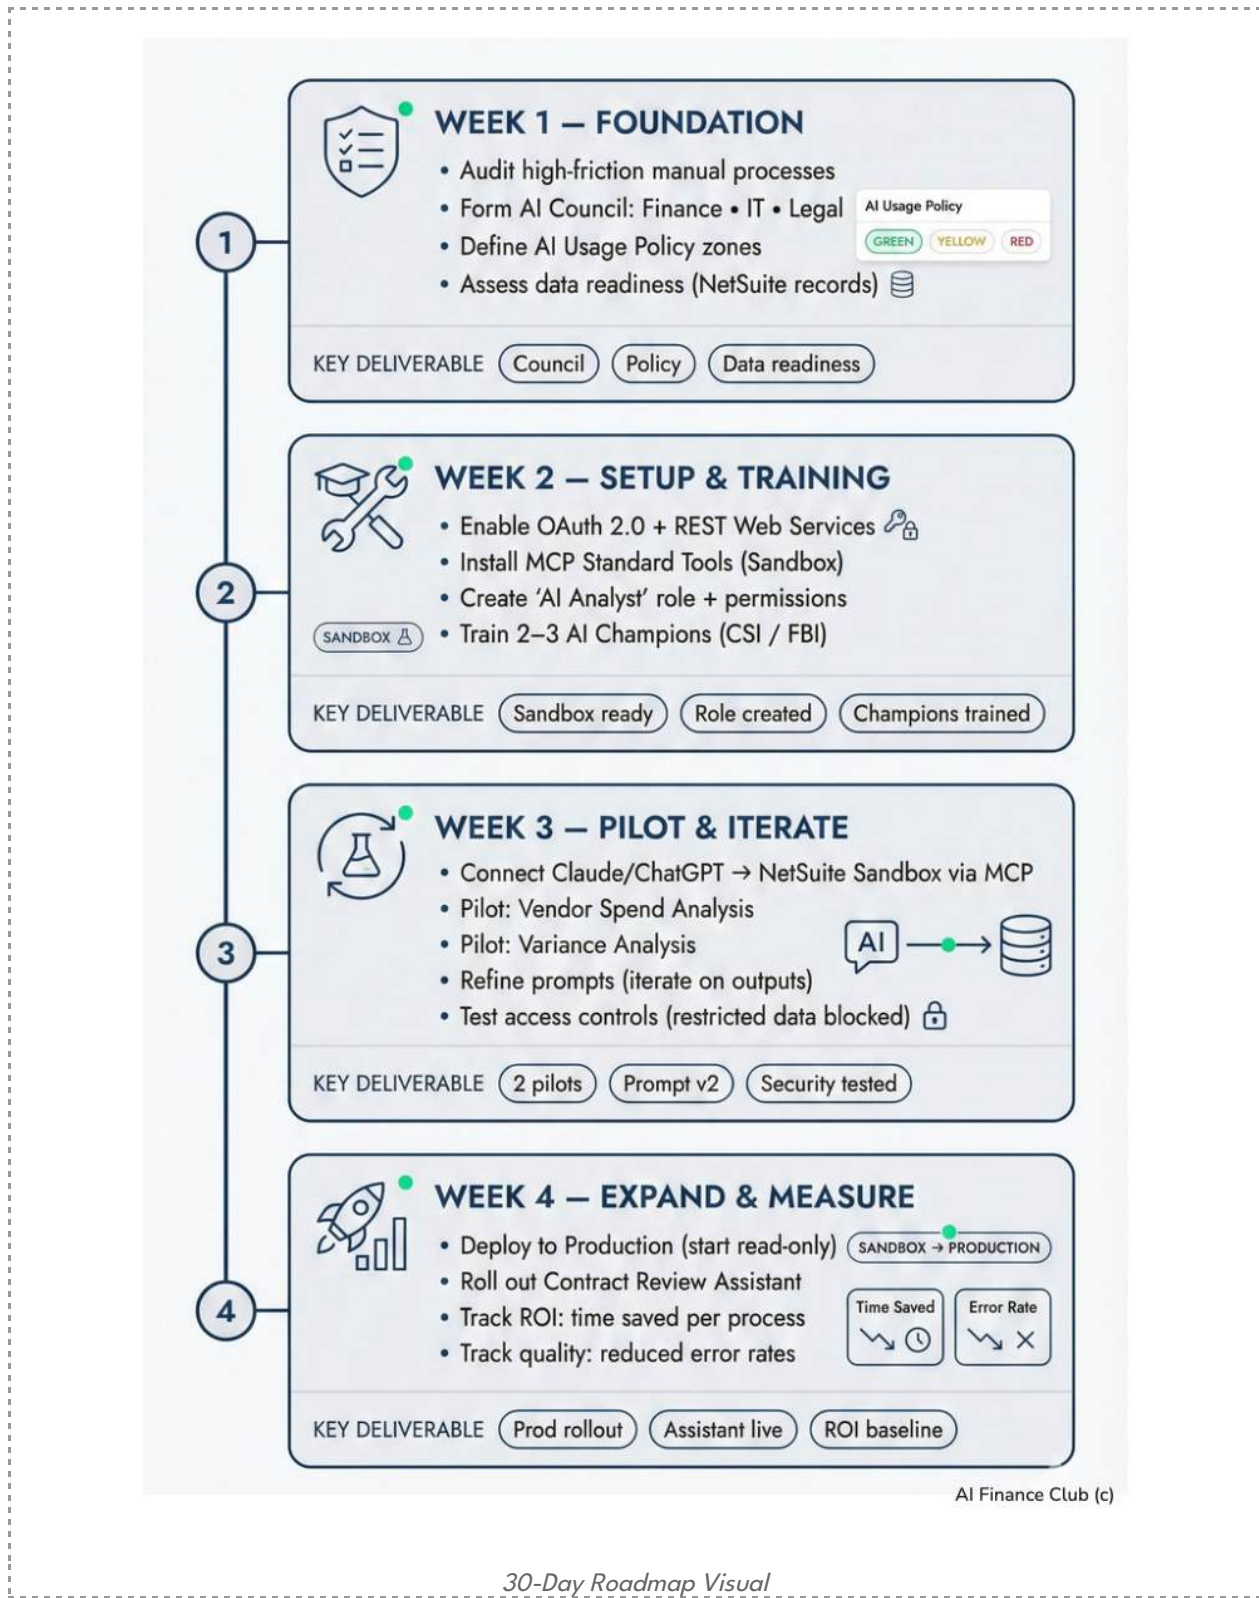 WEEK 1 – FOUNDATION
• Audit high-friction manual processes
• Form AI Council: Finance • IT • Legal
• Define AI Usage Policy zones
• Assess data readiness (NetSuite records)
AI Usage Policy
GREEN YELLOW RED
1
KEY DELIVERABLE Council Policy Data readiness
WEEK 2 – SETUP & TRAINING
• Enable OAuth 2.0 + REST Web Services
• Install MCP Standard Tools (Sandbox)
• Create ‘AI Analyst’ role + permissions
• Train 2–3 AI Champions (CSI / FBI)
2
SANDBOX
KEY DELIVERABLE Sandbox ready Role created Champions trained
WEEK 3 – PILOT & ITERATE
• Connect Claude/ChatGPT → NetSuite Sandbox via MCP
• Pilot: Vendor Spend Analysis
• Pilot: Variance Analysis
• Refine prompts (iterate on outputs)
• Test access controls (restricted data blocked)
AI
3
KEY DELIVERABLE 2 pilots Prompt v2 Security tested
WEEK 4 – EXPAND & MEASURE
• Deploy to Production (start read-only)
• Roll out Contract Review Assistant
• Track ROI: time saved per process
• Track quality: reduced error rates
SANDBOX → PRODUCTION
Time Saved Error Rate
4
KEY DELIVERABLE Prod rollout Assistant live ROI baseline
AI Finance Club (c)
30-Day Roadmap Visual